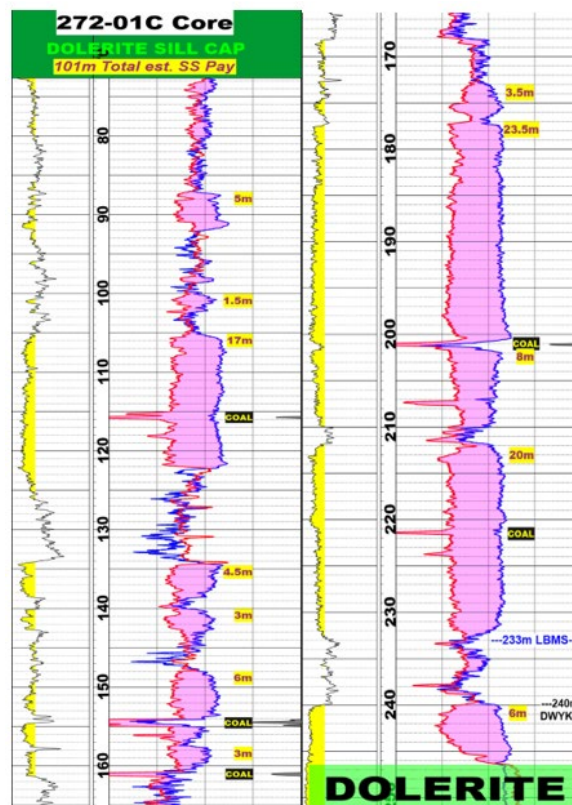 272-01C Core
DOLERITE SILL CAP
101m Total est. SS Pay
80
5m
90
100
1.5m
17m
110
COAL
120
130
4.5m
140
3m
6m
150
COAL
3m
160
COAL
170
3.5m
23.5m
180
190
200
COAL
8m
210
20m
220
COAL
230
---233m LBMS-
240
---240m
6m
DWYK
DOLERITE